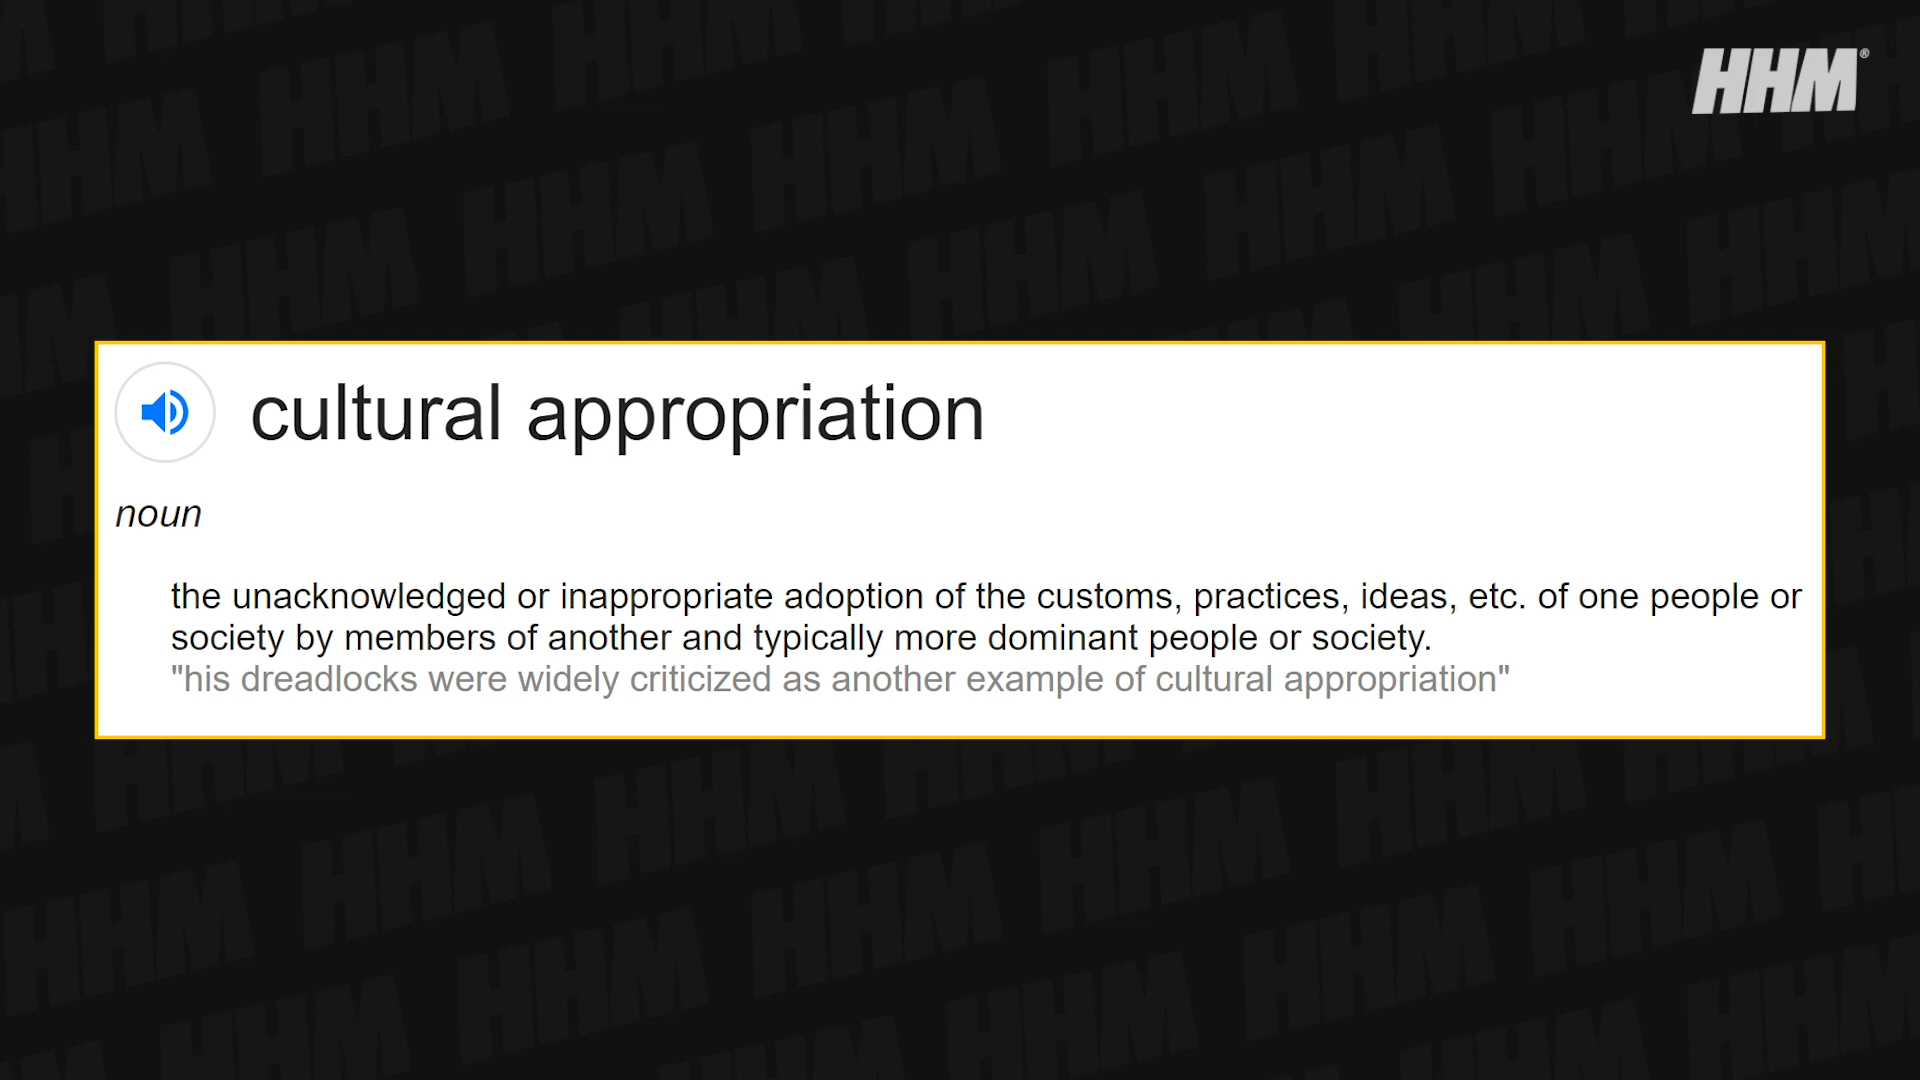 HHM®
cultural appropriation
noun
the unacknowledged or inappropriate adoption of the customs, practices, ideas, etc. of one people or
society by members of another and typically more dominant people or society.
"his dreadlocks were widely criticized as another example of cultural appropriation"